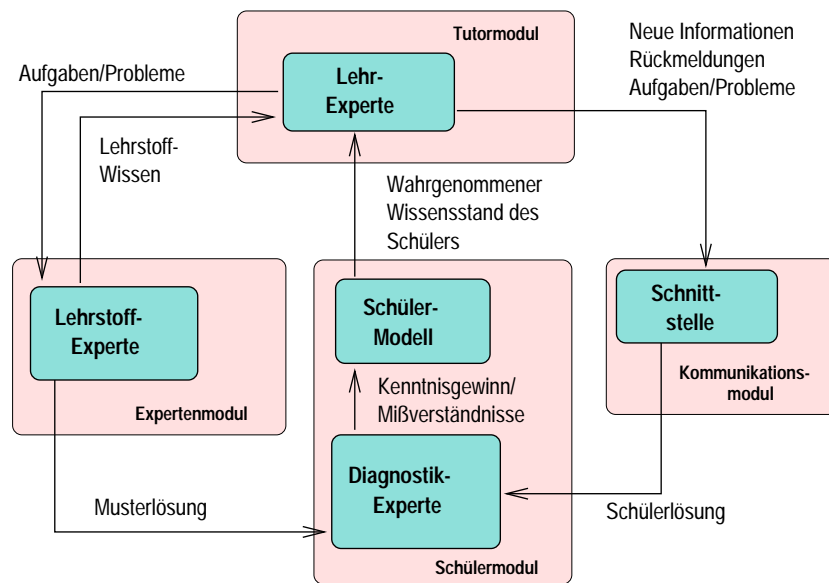 Tutormodul
Neue Informationen
Rückmeldungen
Aufgaben/Probleme
Aufgaben/Probleme
Lehr-
Experte
Lehrstoff-
Wissen
Wahrgenommener
Wissensstand des
Schülers
Lehrstoff-
Experte
Expertenmodul
Schüler-
Modell
Schnitt-
stelle
Kommunikations-
modul
Kenntnisgewinn/
Mißverständnisse
Diagnostik-
Experte
Musterlösung
Schülerlösung
Schülermodul